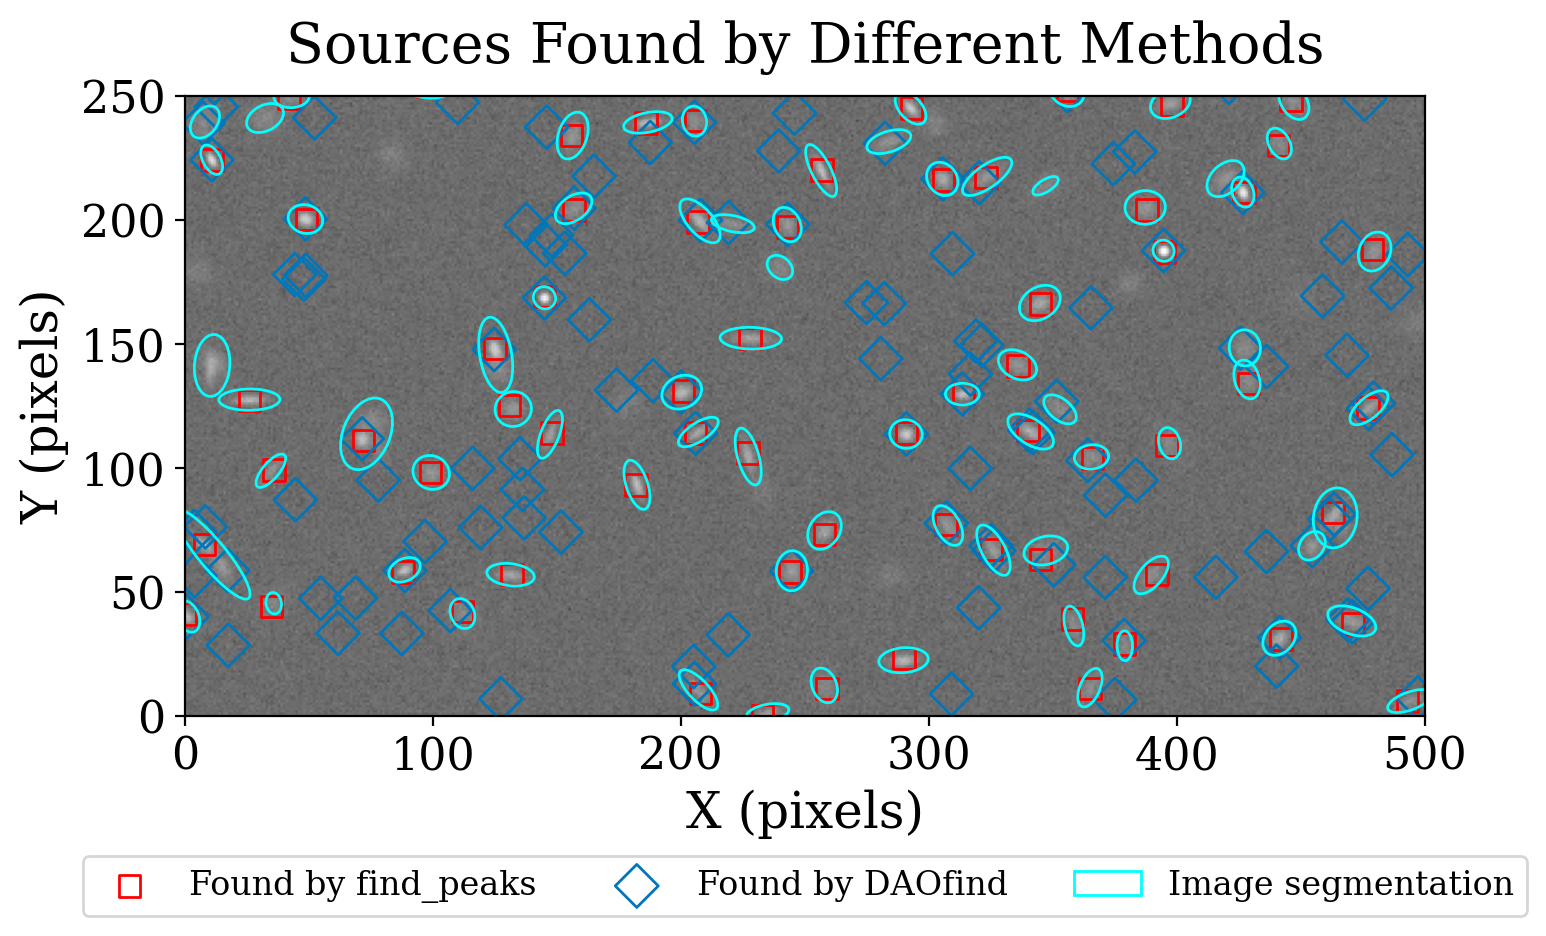 Sources Found by Different Methods
250
200
150
100
50
0
Y (pixels)
0 100 200 300 400 500
X (pixels)
Found by find_peaks Found by DAOfind Image segmentation